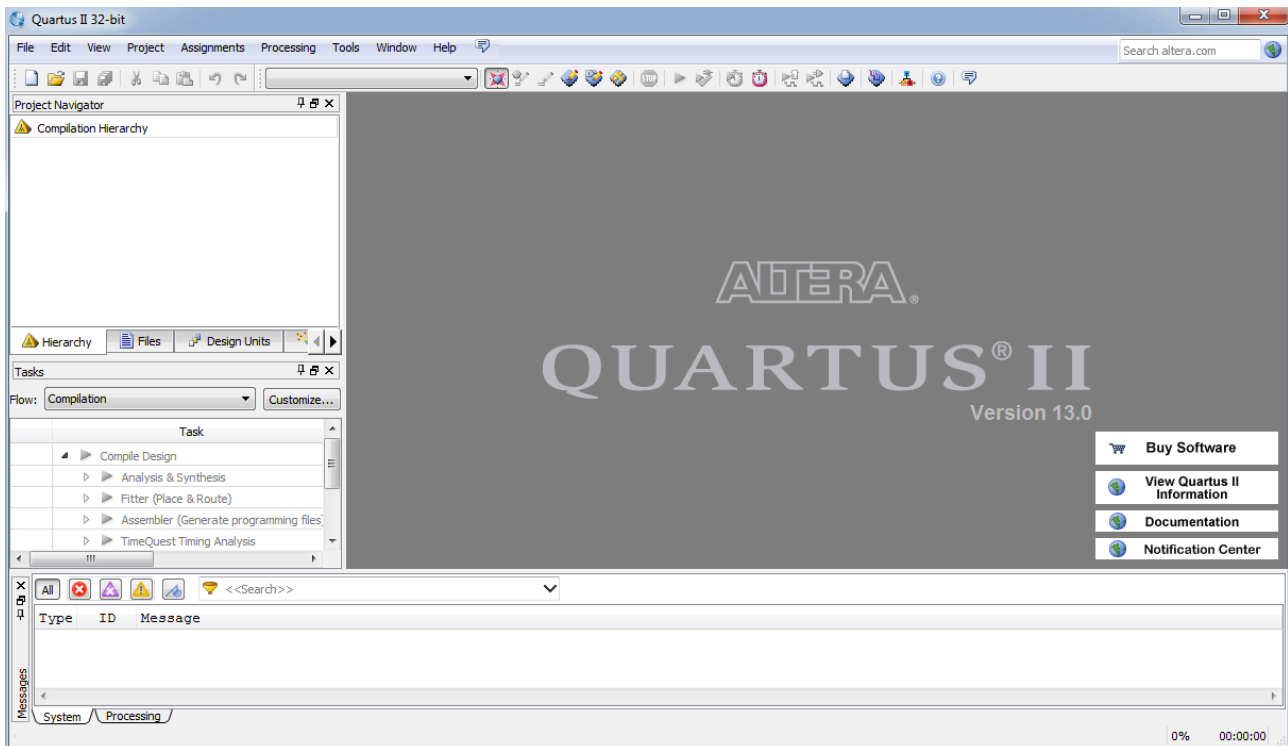 Quartus II 32-bit
File Edit View Project Assignments Processing Tools Window Help
Search altera.com
STOP
Project Navigator
Compilation Hierarchy
Hierarchy Files Design Units
Tasks
Flow: Compilation Customize...
Task
Compile Design
Analysis & Synthesis
Fitter (Place & Route)
Assembler (Generate programming files)
TimeQuest Timing Analysis
ALTERA®
QUARTUS® II
Version 13.0
Buy Software
View Quartus II
Information
Documentation
Notification Center
All <<Search>>
Type ID Message
Messages
System Processing
0% 00:00:00